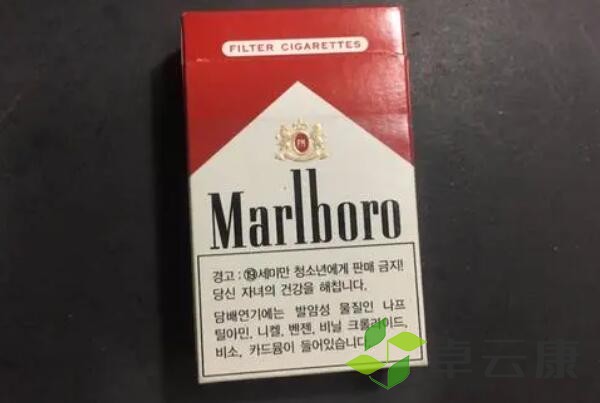 FILTER CIGARETTES
PM
Marlboro
경고 : ⑲세미만 청소년에게 판매 금지!
당신 자녀의 건강을 해칩니다.
담배연기에는 발암성 물질인 나프
틸아민, 니켈, 벤젠, 비닐 크롤라이드,
비소, 카드뮴이 들어있습니다.
卓云康